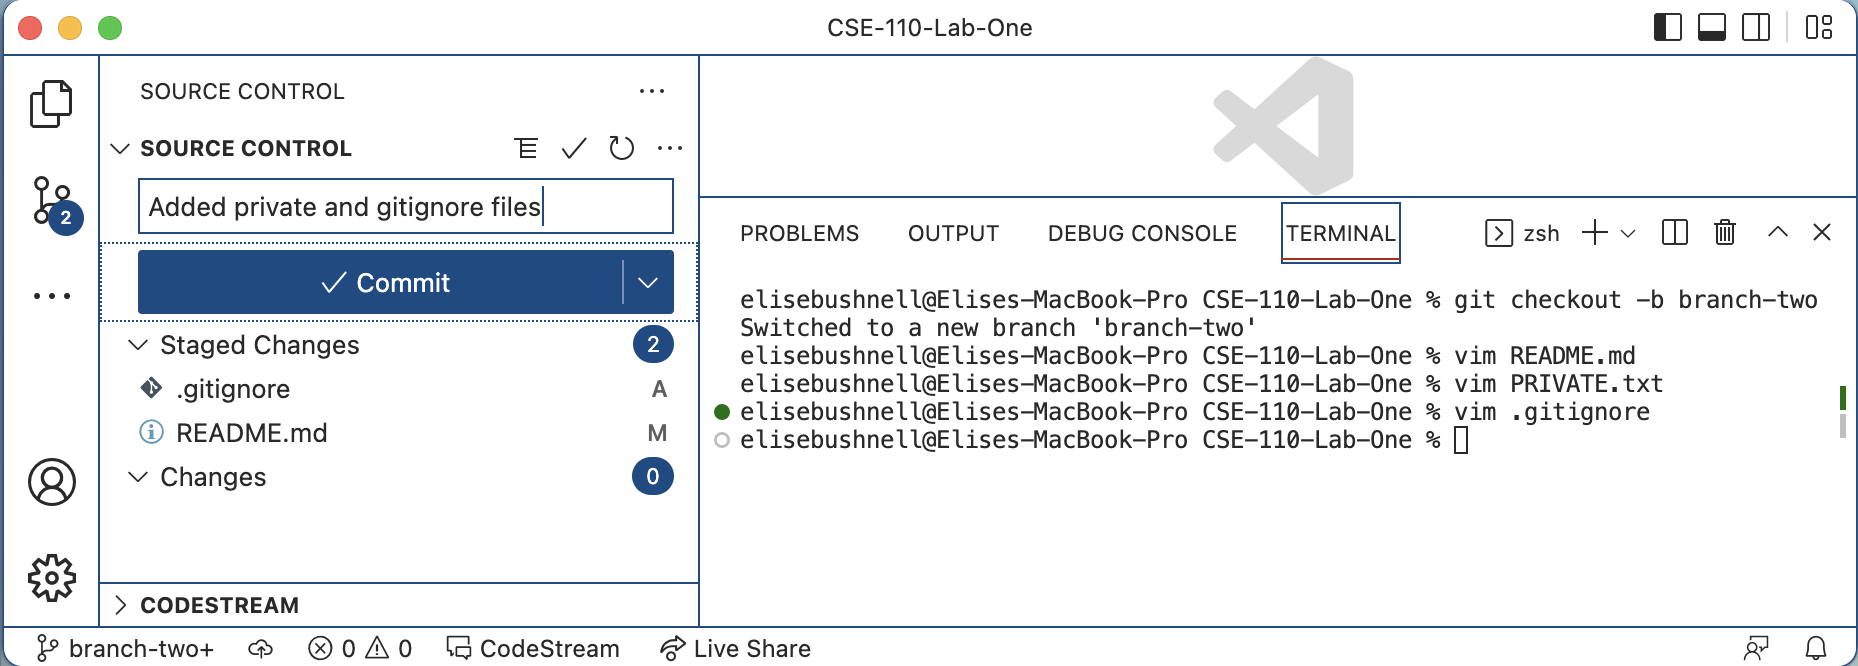 CSE-110-Lab-One
SOURCE CONTROL
SOURCE CONTROL
Added private and gitignore files
Commit
Staged Changes 2
.gitignore A
README.md M
Changes 0
CODESTREAM
2
PROBLEMS OUTPUT DEBUG CONSOLE TERMINAL zsh
elisebushnell@Elises-MacBook-Pro CSE-110-Lab-One % git checkout -b branch-two
Switched to a new branch 'branch-two'
elisebushnell@Elises-MacBook-Pro CSE-110-Lab-One % vim README.md
elisebushnell@Elises-MacBook-Pro CSE-110-Lab-One % vim PRIVATE.txt
elisebushnell@Elises-MacBook-Pro CSE-110-Lab-One % vim .gitignore
elisebushnell@Elises-MacBook-Pro CSE-110-Lab-One %
branch-two+ 0 0 CodeStream Live Share